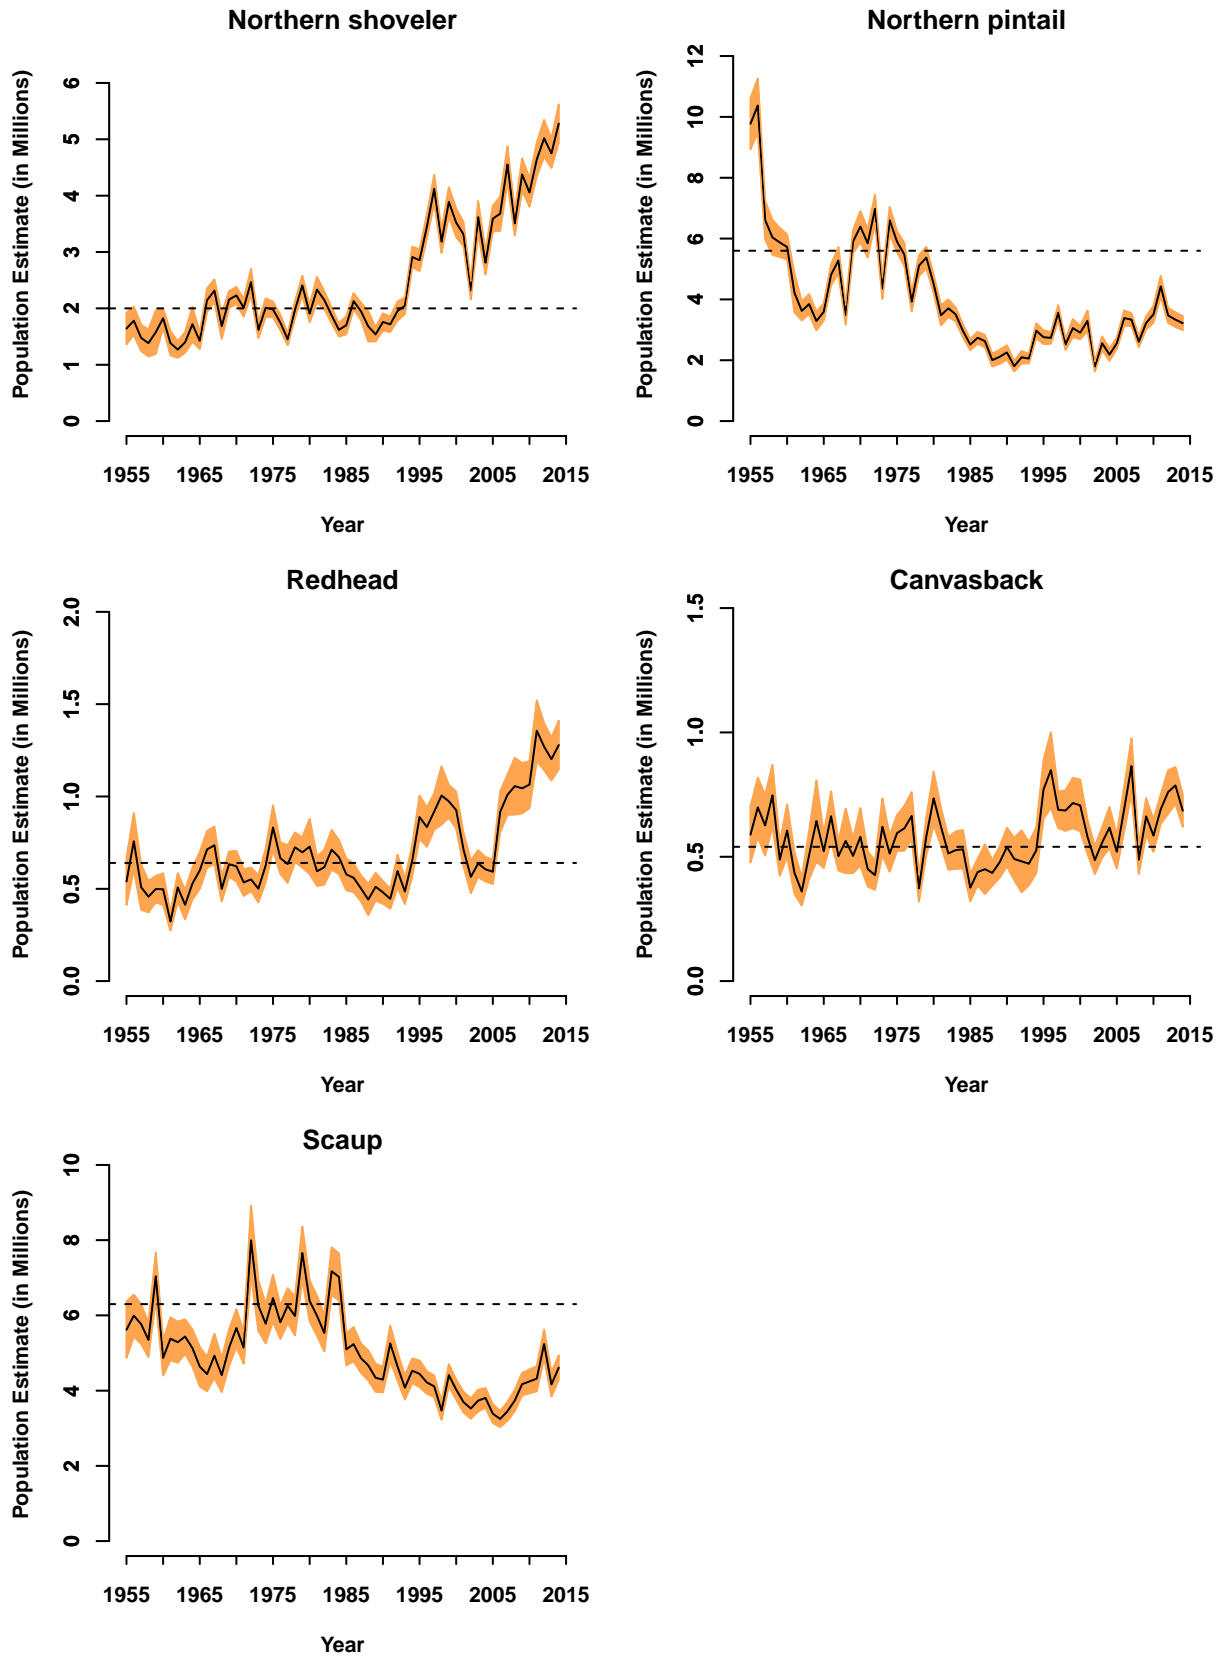 Northern shoveler
Population Estimate (in Millions)
0 1 2 3 4 5 6
1955 1965 1975 1985 1995 2005 2015
Year
Northern pintail
Population Estimate (in Millions)
0 2 4 6 8 10 12
1955 1965 1975 1985 1995 2005 2015
Year
Redhead
Population Estimate (in Millions)
0.0 0.5 1.0 1.5 2.0
1955 1965 1975 1985 1995 2005 2015
Year
Canvasback
Population Estimate (in Millions)
0.0 0.5 1.0 1.5
1955 1965 1975 1985 1995 2005 2015
Year
Scaup
Population Estimate (in Millions)
0 2 4 6 8 10
1955 1965 1975 1985 1995 2005 2015
Year